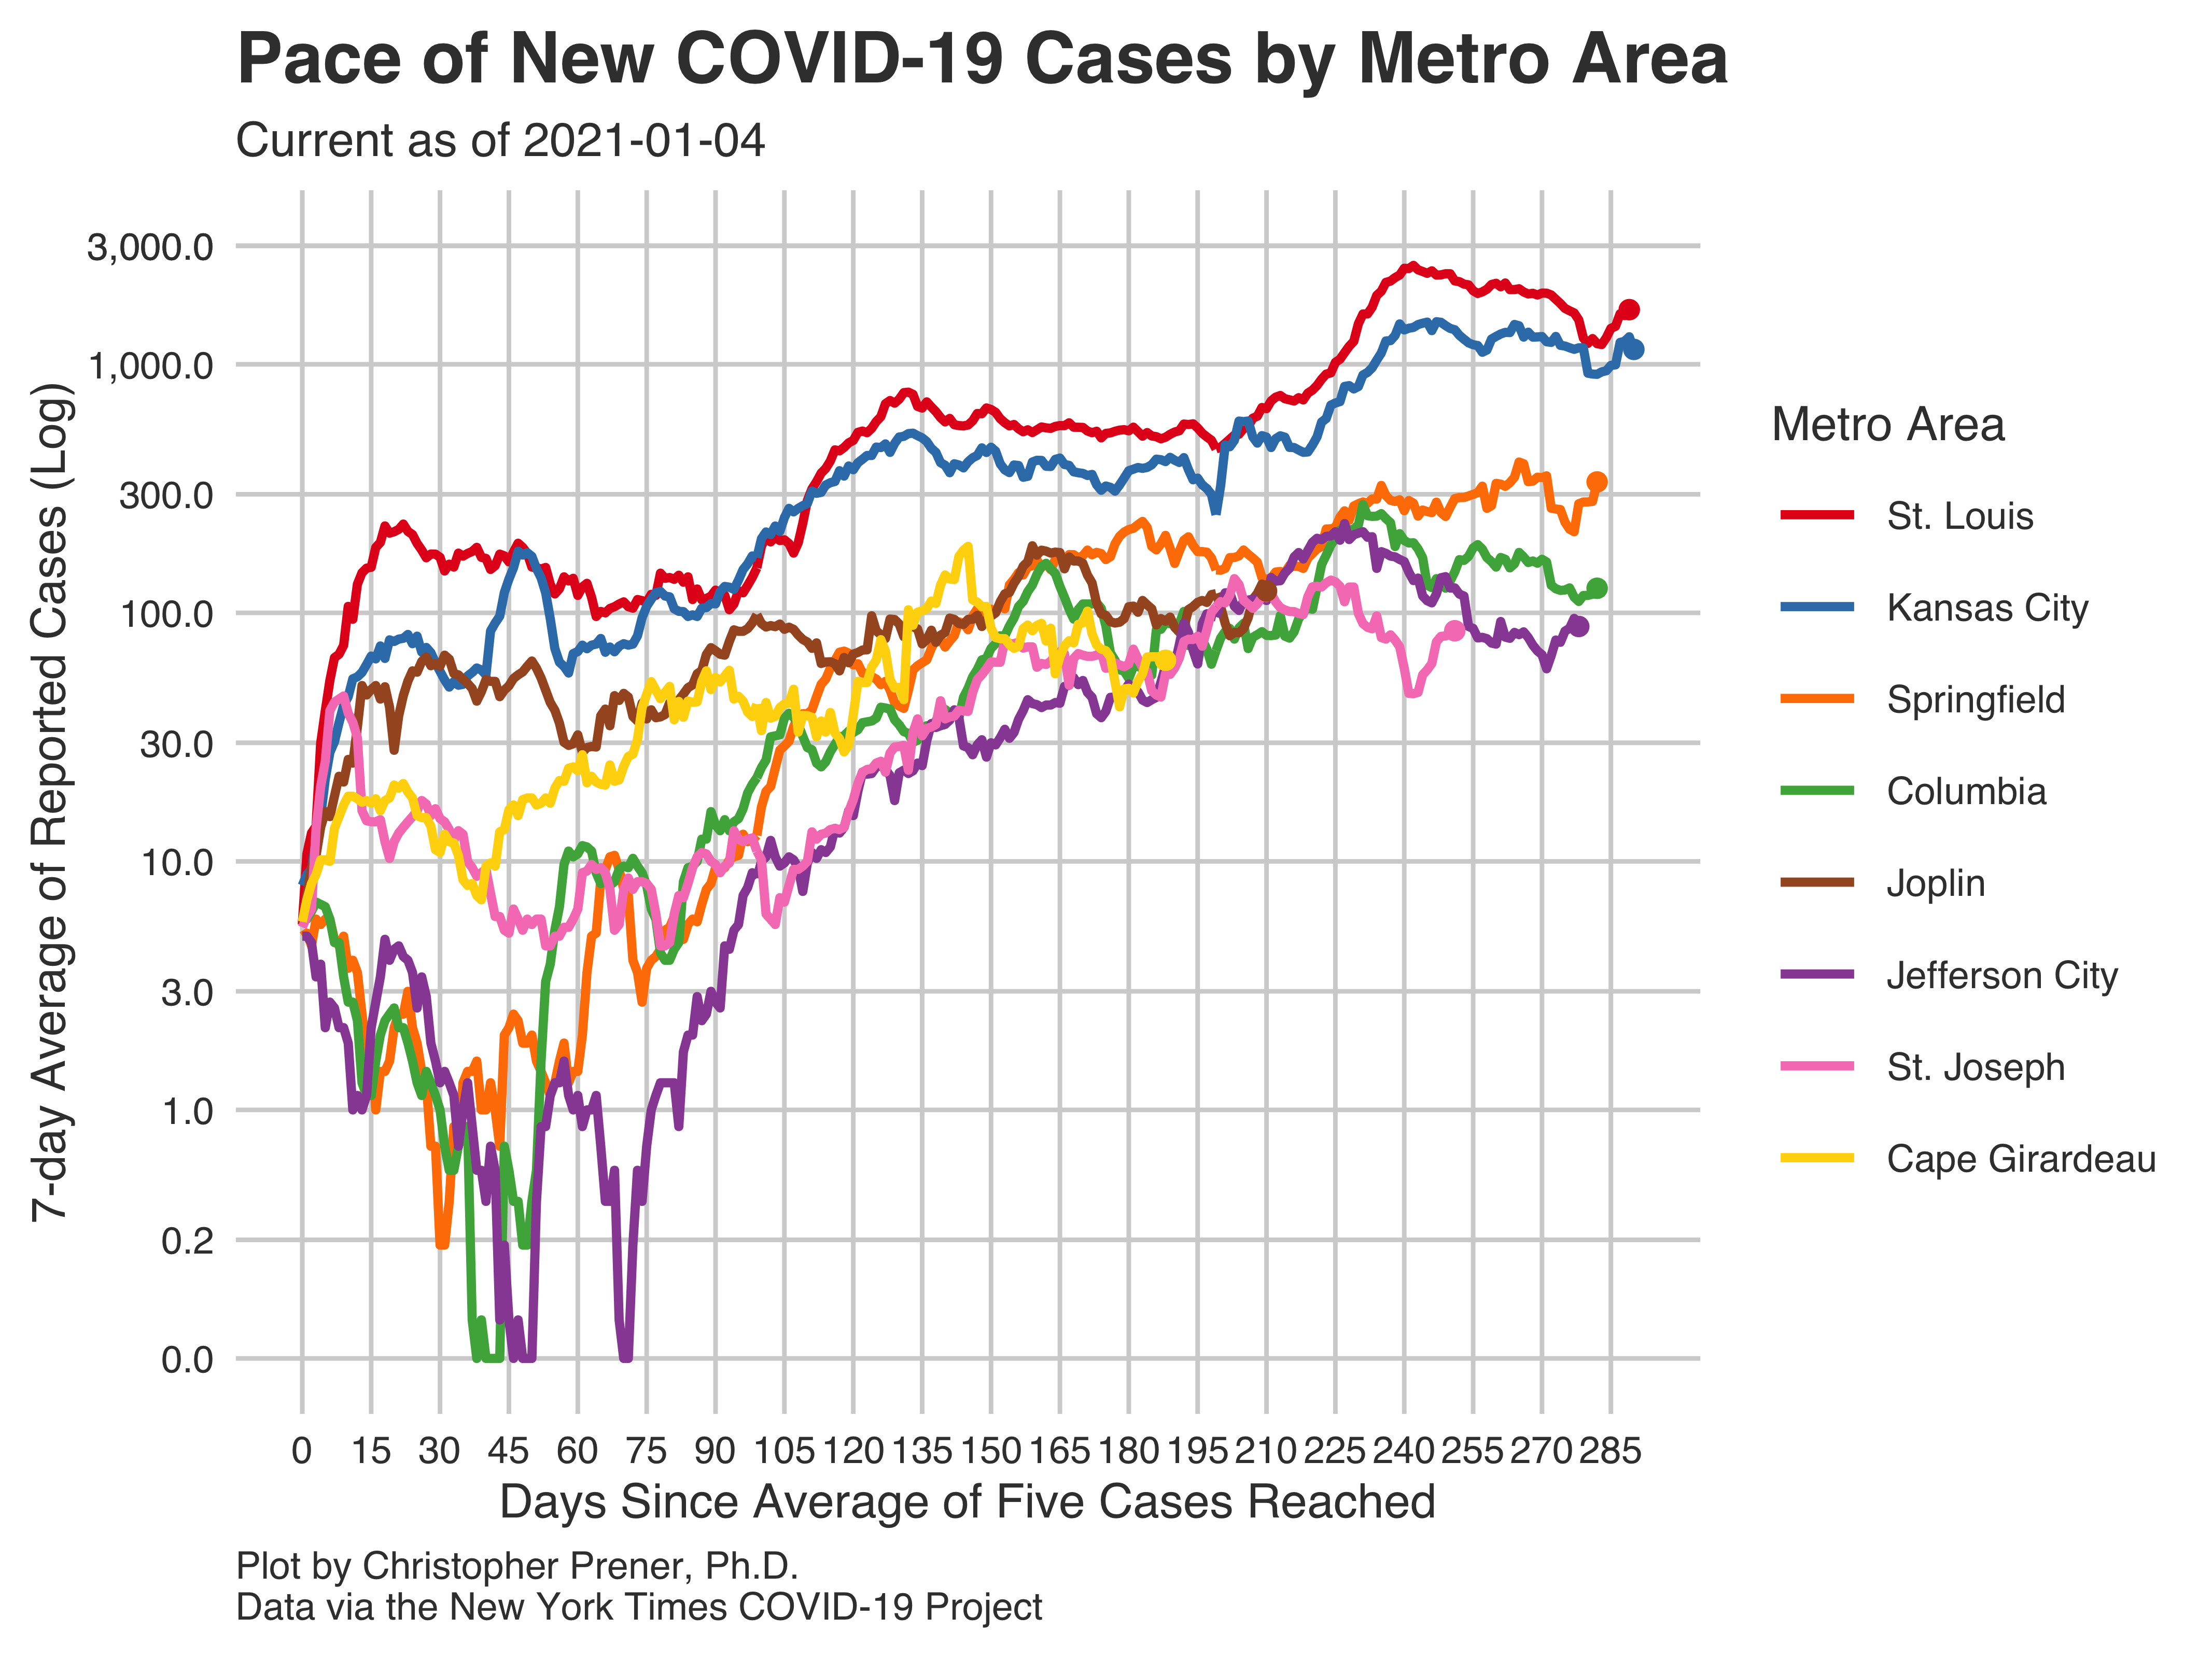 Pace of New COVID-19 Cases by Metro Area
Current as of 2021-01-04
7-day Average of Reported Cases (Log)
3,000.0
1,000.0
300.0
100.0
30.0
10.0
3.0
1.0
0.2
0.0
0 15 30 45 60 75 90 105 120 135 150 165 180 195 210 225 240 255 270 285
Days Since Average of Five Cases Reached
Metro Area
St. Louis
Kansas City
Springfield
Columbia
Joplin
Jefferson City
St. Joseph
Cape Girardeau
Plot by Christopher Prener, Ph.D.
Data via the New York Times COVID-19 Project